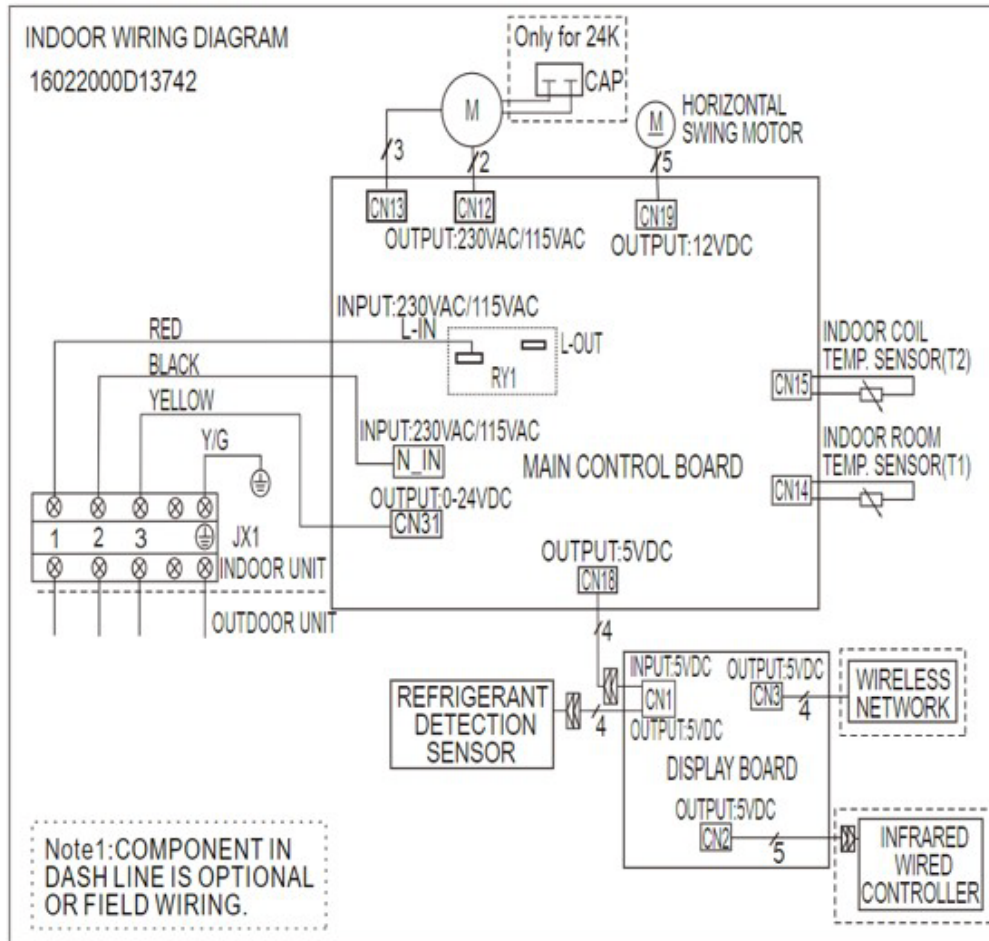 INDOOR WIRING DIAGRAM
16022000D13742
Only for 24K
CAP
M
HORIZONTAL
SWING MOTOR
M
3
2
5
CN13
CN12
CN19
OUTPUT:230VAC/115VAC
OUTPUT:12VDC
INPUT:230VAC/115VAC
RED
L-IN
L-OUT
RY1
BLACK
YELLOW
Y/G
INPUT:230VAC/115VAC
N_IN
MAIN CONTROL BOARD
OUTPUT:0-24VDC
CN31
INDOOR COIL
TEMP. SENSOR(T2)
CN15
INDOOR ROOM
TEMP. SENSOR(T1)
CN14
1 2 3 JX1
INDOOR UNIT
OUTDOOR UNIT
OUTPUT:5VDC
CN18
4
REFRIGERANT
DETECTION
SENSOR
4
INPUT:5VDC
CN1
OUTPUT:5VDC
OUTPUT:5VDC
CN3
4
WIRELESS
NETWORK
DISPLAY BOARD
OUTPUT:5VDC
CN2
5
INFRARED
WIRED
CONTROLLER
Note1:COMPONENT IN
DASH LINE IS OPTIONAL
OR FIELD WIRING.